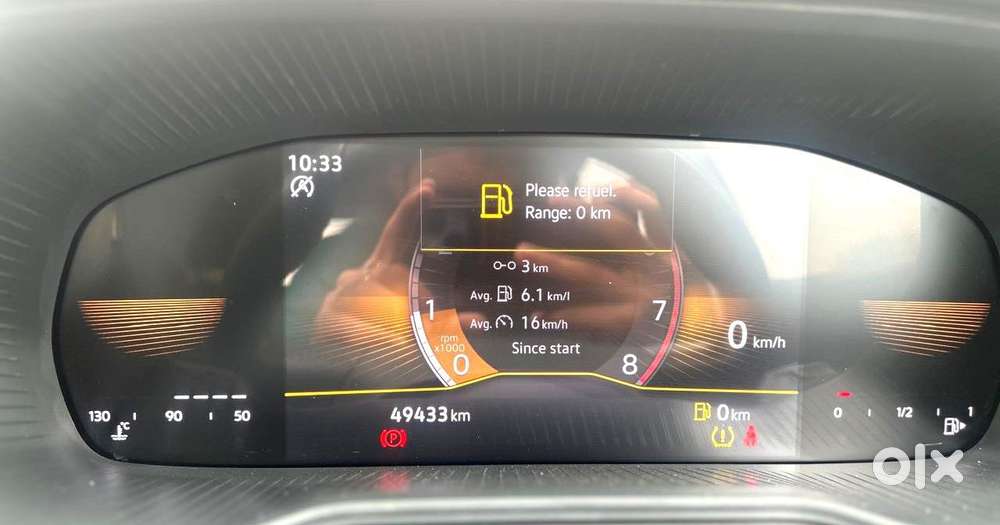 10:33
Please refuel.
Range: 0 km
3 km
Avg. 6.1 km/l
Avg. 16 km/h
Since start
1
rpm
x1000
0
7
8
0 km/h
130 90 50
°C
49433 km
P
0 km
0 1/2 1
olx